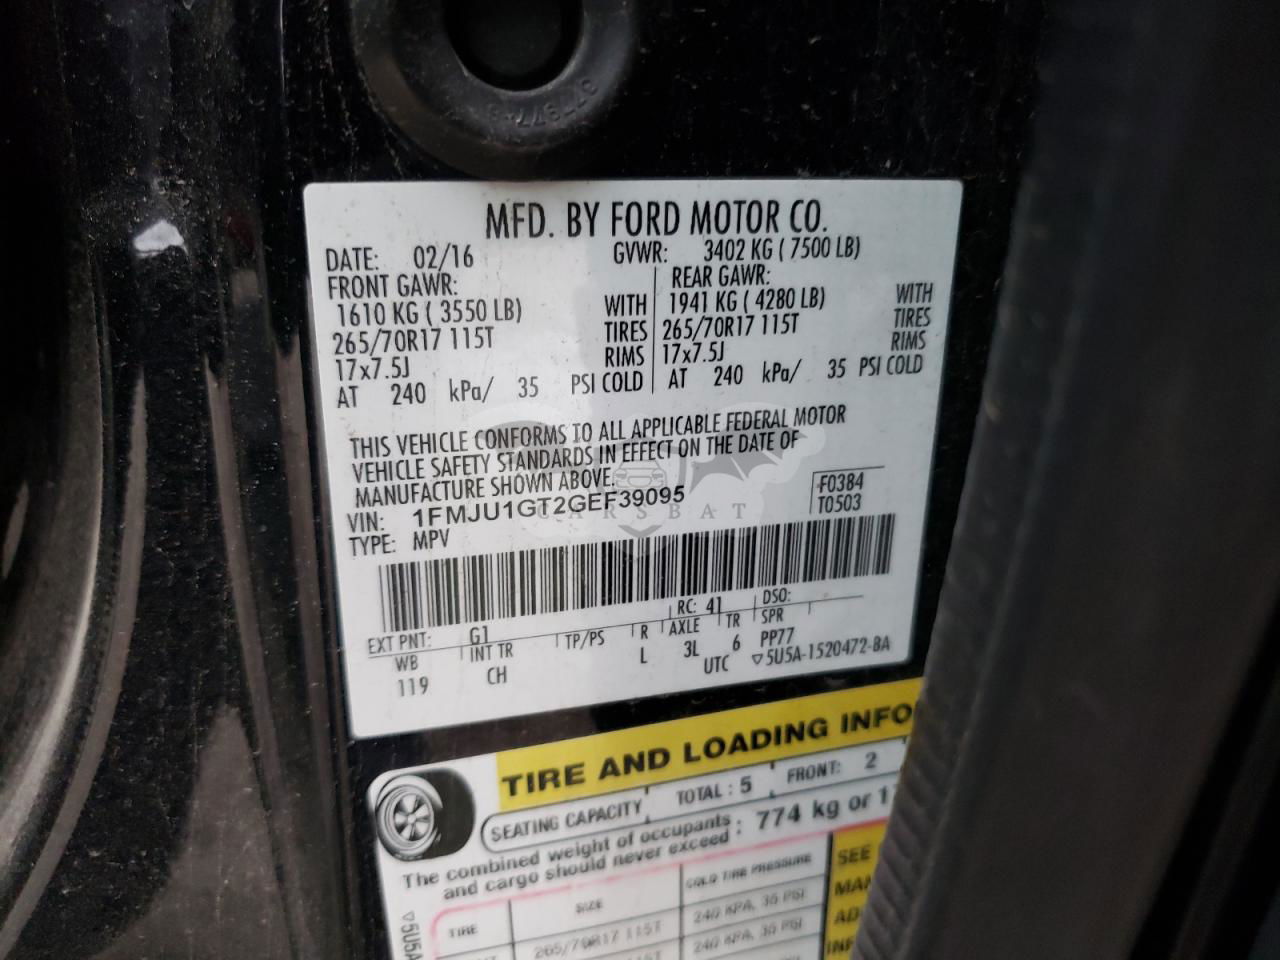 37797-S
MFD. BY FORD MOTOR CO.
DATE: 02/16 GVWR: 3402 KG ( 7500 LB)
FRONT GAWR: REAR GAWR:
1610 KG ( 3550 LB) WITH 1941 KG ( 4280 LB) WITH
265/70R17 115T TIRES 265/70R17 115T TIRES
17x7.5J RIMS 17x7.5J RIMS
AT 240 kPa/ 35 PSI COLD AT 240 kPa/ 35 PSI COLD
THIS VEHICLE CONFORMS TO ALL APPLICABLE FEDERAL MOTOR
VEHICLE SAFETY STANDARDS IN EFFECT ON THE DATE OF
MANUFACTURE SHOWN ABOVE.
VIN: 1FMJU1GT2GEF39095 F0384
TYPE: MPV T0503
CARSBAT
EXT PNT: G1 RC: 41 DSO:
WB INT TR TP/PS R AXLE TR SPR
119 CH L 3L 6 PP77
UTC ▽5U5A-1520472-BA
TIRE AND LOADING INFO
SEATING CAPACITY TOTAL : 5 FRONT: 2
The combined weight of occupants : 774 kg or 1
and cargo should never exceed
TIRE SIZE COLD TIRE PRESSURE SEE
265/70R17 115T 240 KPA, 35 PSI MAN
240 KPA, 35 PSI AD
INF
▽5U5A